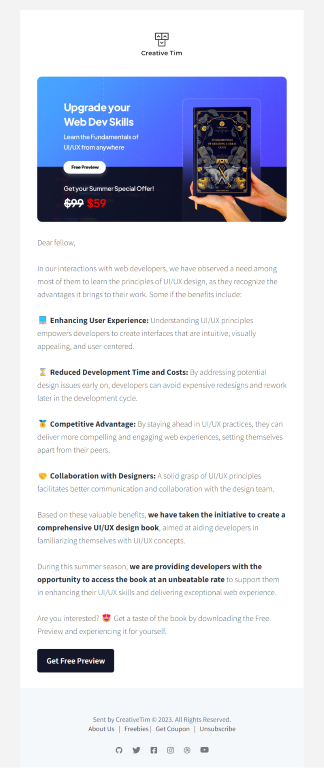 Creative Tim
Upgrade your
Web Dev Skills
Learn the Fundamentals of
UI/UX from anywhere
Free Preview
Get your Summer Special Offer!
$99 $59
Dear fellow,
In our interactions with web developers, we have observed a need among
most of them to learn the principles of UI/UX design, as they recognize the
advantages it brings to their work. Some if the benefits include:
Enhancing User Experience: Understanding UI/UX principles
empowers developers to create interfaces that are intuitive, visually
appealing, and user-centered.
Reduced Development Time and Costs: By addressing potential
design issues early on, developers can avoid expensive redesigns and rework
later in the development cycle.
Competitive Advantage: By staying ahead in UI/UX practices, they can
deliver more compelling and engaging web experiences, setting themselves
apart from their peers.
Collaboration with Designers: A solid grasp of UI/UX principles
facilitates better communication and collaboration with the design team.
Based on these valuable benefits, we have taken the initiative to create a
comprehensive UI/UX design book, aimed at aiding developers in
familiarizing themselves with UI/UX concepts.
During this summer season, we are providing developers with the
opportunity to access the book at an unbeatable rate to support them
in enhancing their UI/UX skills and delivering exceptional web experience.
Are you interested? Get a taste of the book by downloading the Free
Preview and experiencing it for yourself.
Get Free Preview
Sent by CreativeTim © 2023. All Rights Reserved.
About Us | Freebies | Get Coupon | Unsubscribe